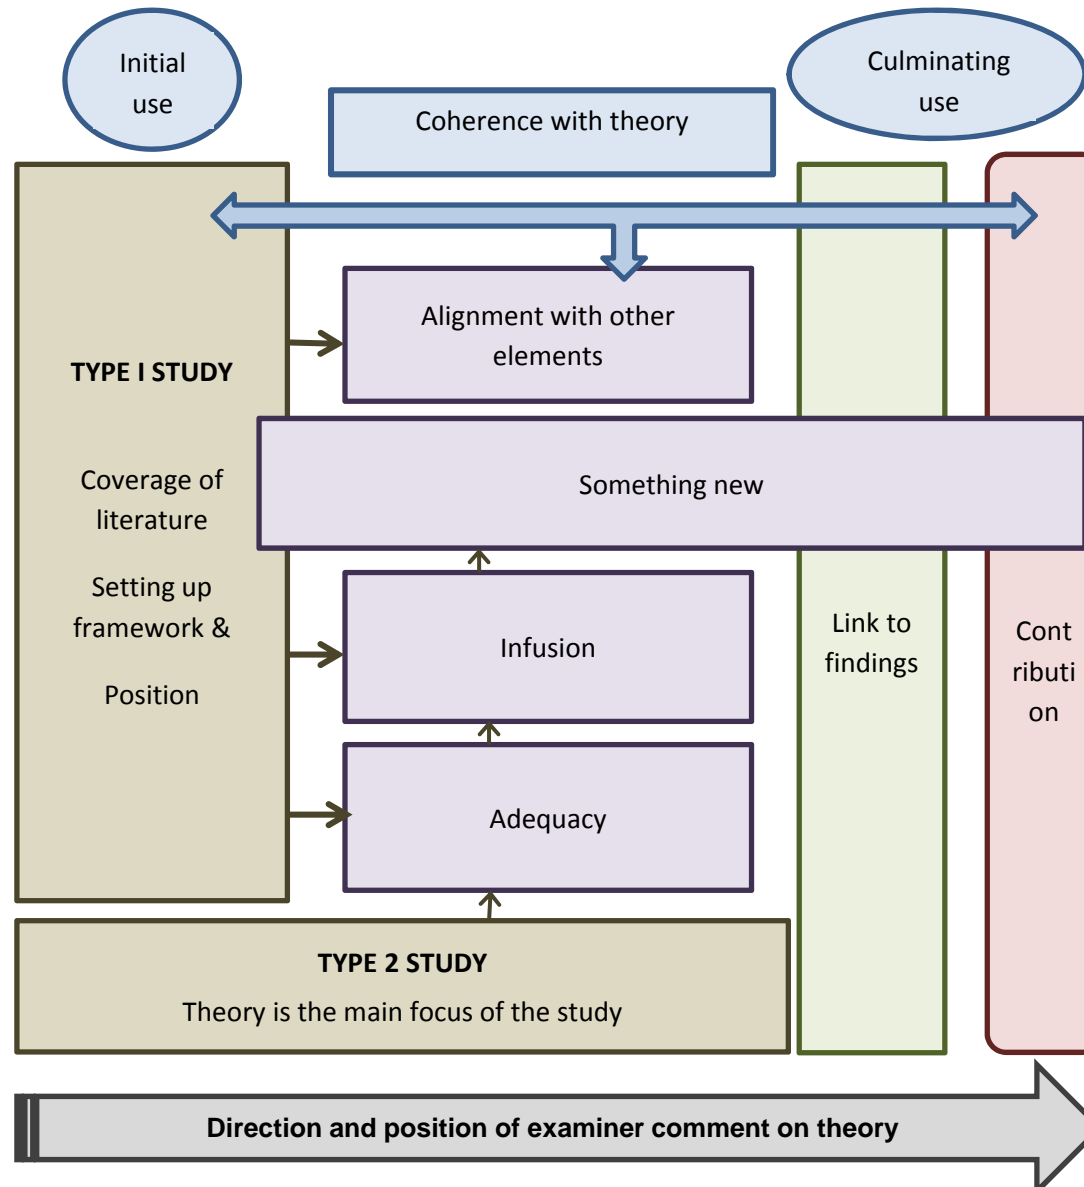 Initial
use
Culminating
use
Coherence with theory
TYPE I STUDY
Coverage of
literature
Setting up
framework &
Position
Alignment with other
elements
Something new
Infusion
Adequacy
Link to
findings
Cont
ributi
on
TYPE 2 STUDY
Theory is the main focus of the study
Direction and position of examiner comment on theory